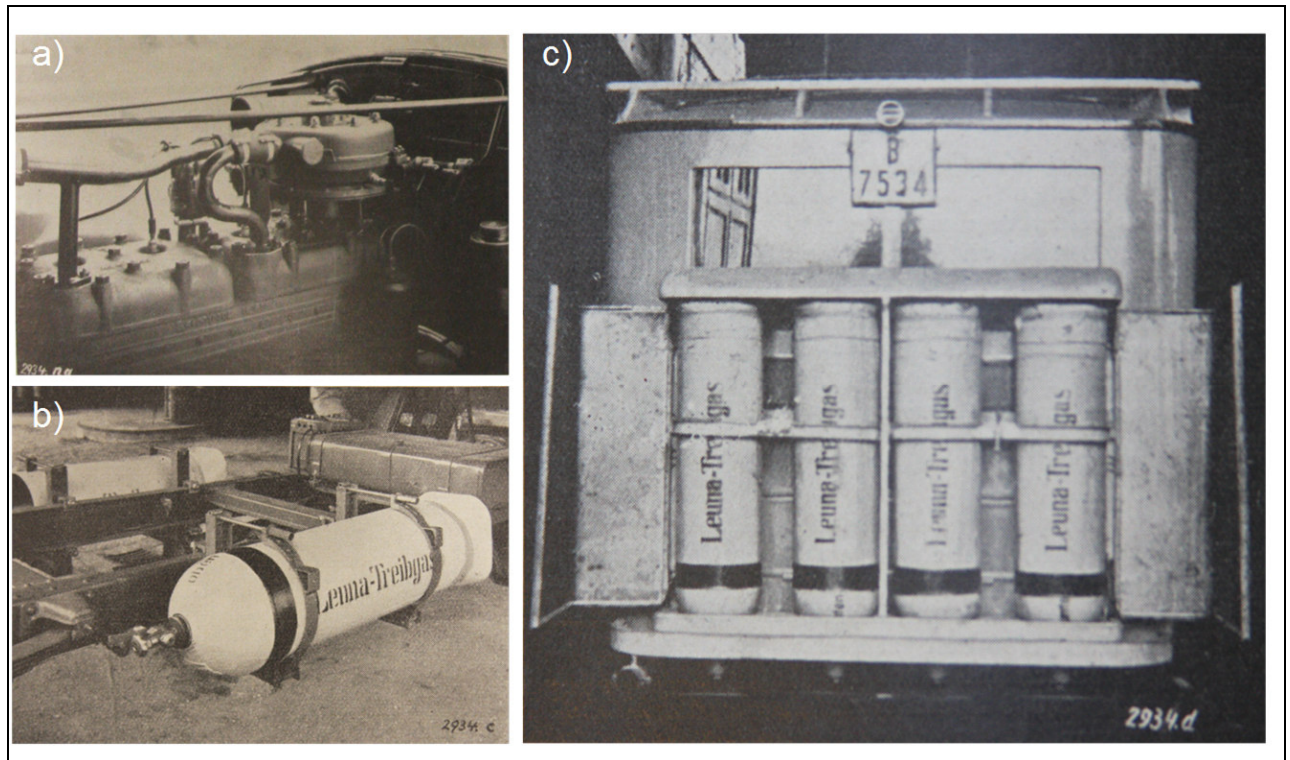 a)
2934.
b)
Leuna-Treibgas
2934. c
c)
B
7534
Leuna-Treibgas
Leuna-Treibgas
Leuna-Treibgas
Leuna-Treibgas
2934.d